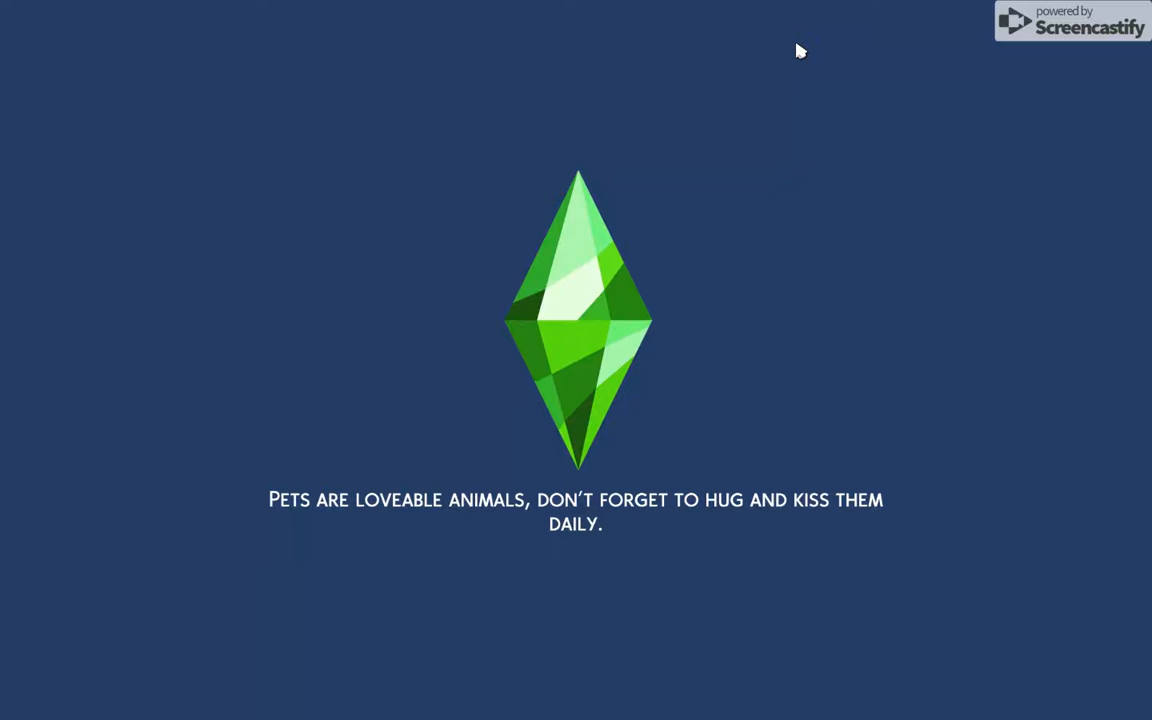 powered by
Screencastify
PETS ARE LOVEABLE ANIMALS, DON'T FORGET TO HUG AND KISS THEM
DAILY.